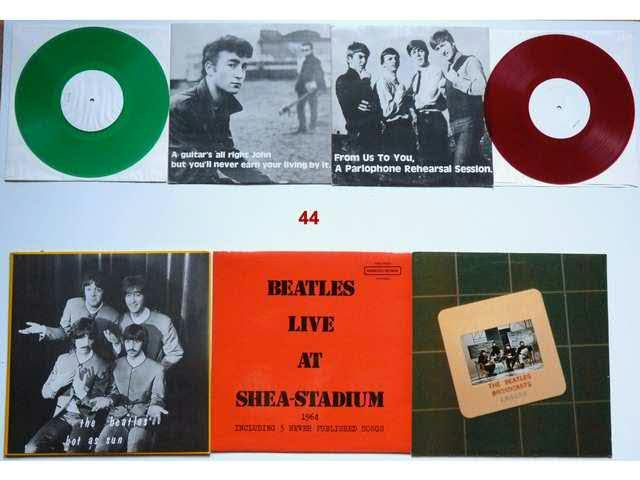 A guitar's all right John
but you'll never earn your living by it.
From Us To You,
A Parlophone Rehearsal Session.
44
the beatles'
hot as sun
BEATLES
LIVE
AT
SHEA-STADIUM
1964
INCLUDING 3 NEVER PUBLISHED SONGS
THE BEATLES
BROADCASTS